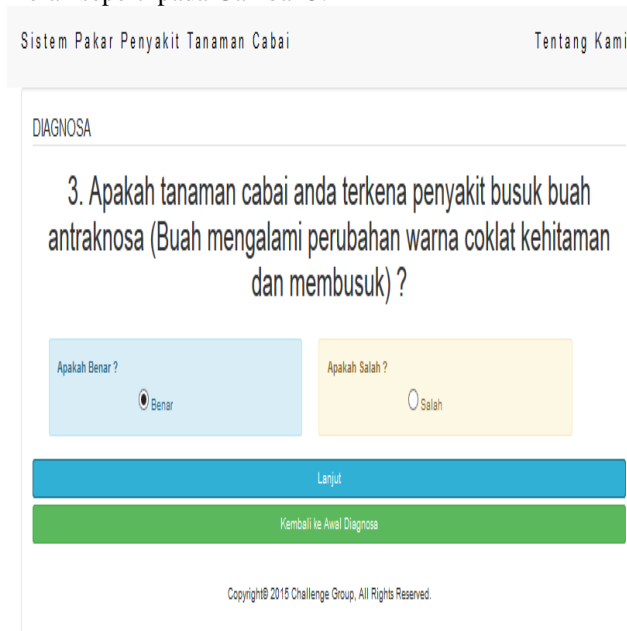 Sistem Pakar Penyakit Tanaman Cabai Tentang Kami
DIAGNOSA
3. Apakah tanaman cabai anda terkena penyakit busuk buah
antraknosa (Buah mengalami perubahan warna coklat kehitaman
dan membusuk) ?
Apakah Benar ? Apakah Salah ?
Benar Salah
Lanjut
Kembali ke Awal Diagnosa
Copyright© 2015 Challenge Group, All Rights Reserved.